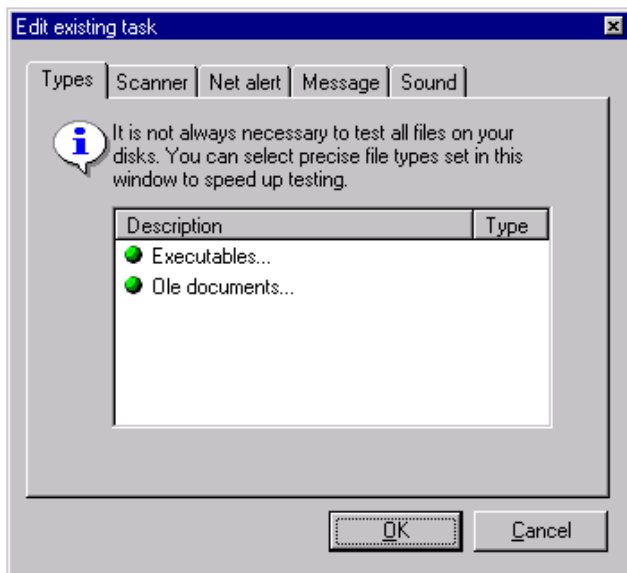 Edit existing task
Types Scanner Net alert Message Sound
It is not always necessary to test all files on your
disks. You can select precise file types set in this
window to speed up testing.
Description Type
Executables...
Ole documents...
OK Cancel